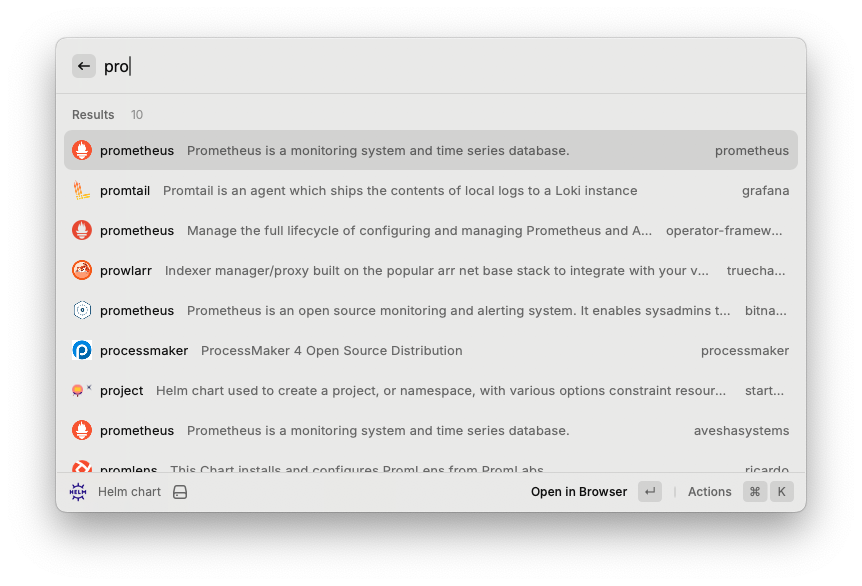 pro
Results 10
prometheus Prometheus is a monitoring system and time series database. prometheus
promtail Promtail is an agent which ships the contents of local logs to a Loki instance grafana
prometheus Manage the full lifecycle of configuring and managing Prometheus and A... operator-framew...
prowlarr Indexer manager/proxy built on the popular arr net base stack to integrate with your v... truecha...
prometheus Prometheus is an open source monitoring and alerting system. It enables sysadmins t... bitna...
processmaker ProcessMaker 4 Open Source Distribution processmaker
project Helm chart used to create a project, or namespace, with various options constraint resour... start...
prometheus Prometheus is a monitoring system and time series database. aveshasystems
promlens This Chart installs and configures PromLens from PromLabs ricardo
HELM Helm chart Open in Browser ↵ | Actions ⌘ K